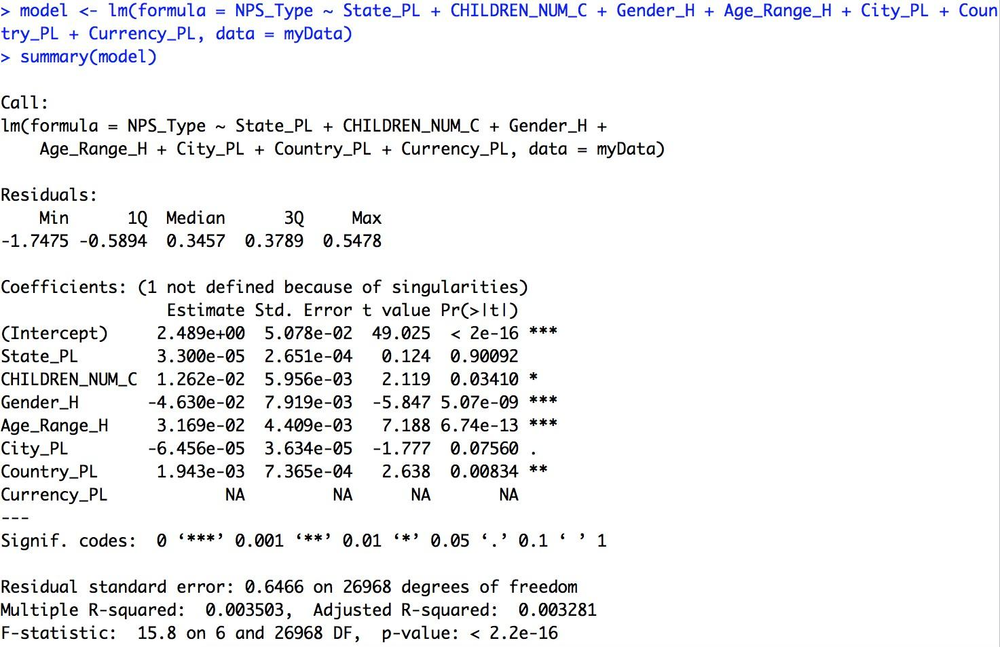 > model <- lm(formula = NPS_Type ~ State_PL + CHILDREN_NUM_C + Gender_H + Age_Range_H + City_PL + Coun
try_PL + Currency_PL, data = myData)
> summary(model)

Call:
lm(formula = NPS_Type ~ State_PL + CHILDREN_NUM_C + Gender_H +
    Age_Range_H + City_PL + Country_PL + Currency_PL, data = myData)

Residuals:
    Min      1Q  Median      3Q     Max
-1.7475 -0.5894  0.3457  0.3789  0.5478

Coefficients: (1 not defined because of singularities)
                 Estimate Std. Error t value Pr(>|t|)
(Intercept)     2.489e+00  5.078e-02  49.025  < 2e-16 ***
State_PL        3.300e-05  2.651e-04   0.124  0.90092
CHILDREN_NUM_C  1.262e-02  5.956e-03   2.119  0.03410 *
Gender_H       -4.630e-02  7.919e-03  -5.847 5.07e-09 ***
Age_Range_H     3.169e-02  4.409e-03   7.188 6.74e-13 ***
City_PL        -6.456e-05  3.634e-05  -1.777  0.07560 .
Country_PL      1.943e-03  7.365e-04   2.638  0.00834 **
Currency_PL            NA         NA      NA       NA
---
Signif. codes:  0 ‘***’ 0.001 ‘**’ 0.01 ‘*’ 0.05 ‘.’ 0.1 ‘ ’ 1

Residual standard error: 0.6466 on 26968 degrees of freedom
Multiple R-squared:  0.003503,  Adjusted R-squared:  0.003281
F-statistic:  15.8 on 6 and 26968 DF,  p-value: < 2.2e-16